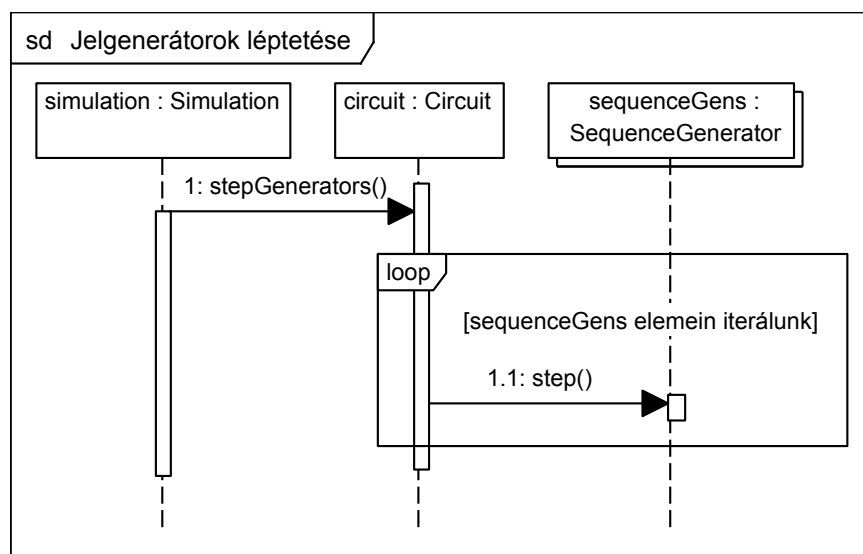 sd Jelgenerátorok léptetése
simulation : Simulation
circuit : Circuit
sequenceGens :
SequenceGenerator
1: stepGenerators()
loop
[sequenceGens elemein iterálunk]
1.1: step()